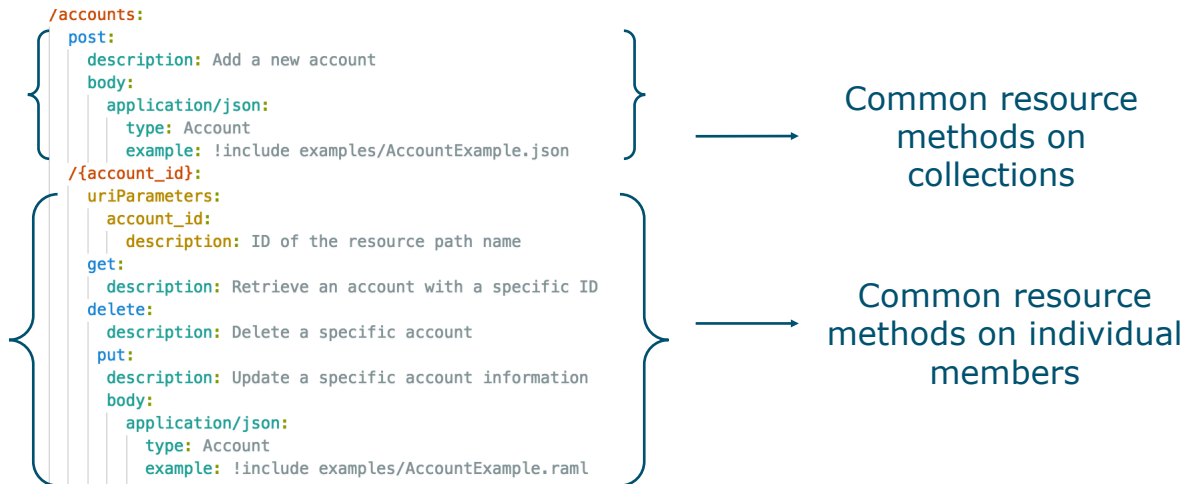 /accounts:
post:
description: Add a new account
body:
application/json:
type: Account
example: !include examples/AccountExample.json
/{account_id}:
uriParameters:
account_id:
description: ID of the resource path name
get:
description: Retrieve an account with a specific ID
delete:
description: Delete a specific account
put:
description: Update a specific account information
body:
application/json:
type: Account
example: !include examples/AccountExample.raml
Common resource
methods on
collections
Common resource
methods on individual
members